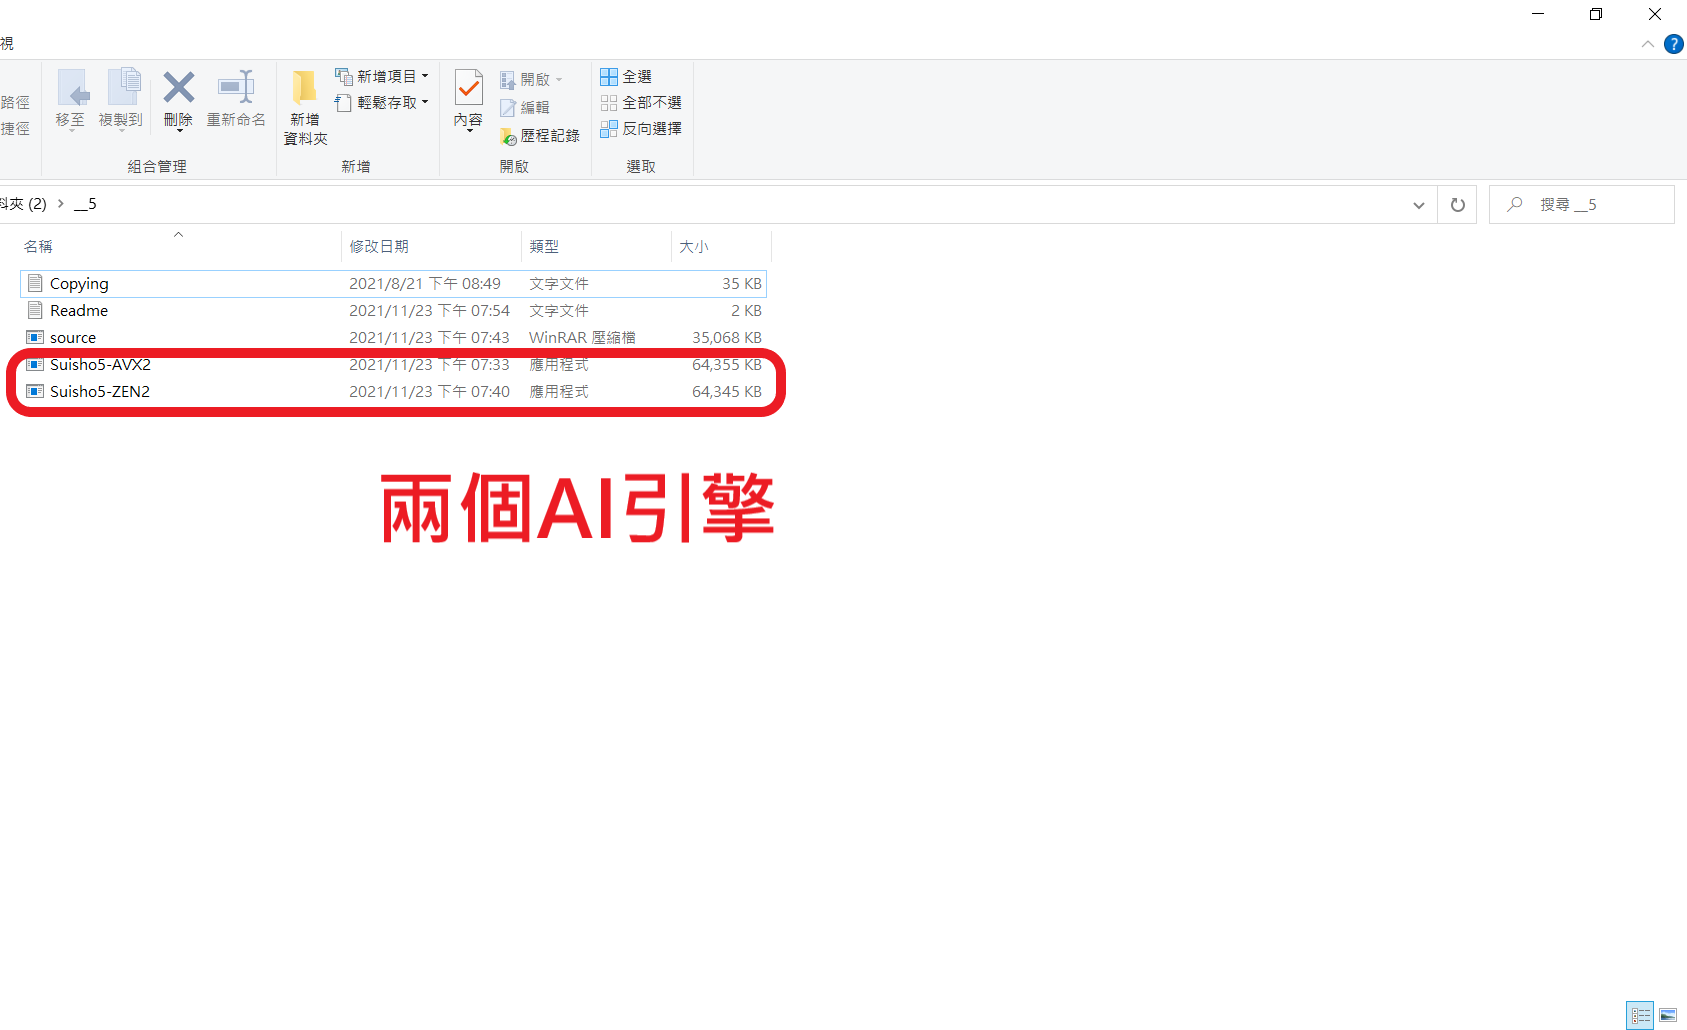 視
路徑
捷徑
移至
複製到
刪除
重新命名
組合管理
新增
資料夾
新增項目
輕鬆存取
新增
內容
開啟
編輯
歷程記錄
開啟
全選
全部不選
反向選擇
選取
料夾 (2) > __5
搜尋 __5
名稱 修改日期 類型 大小
Copying 2021/8/21 下午 08:49 文字文件 35 KB
Readme 2021/11/23 下午 07:54 文字文件 2 KB
source 2021/11/23 下午 07:43 WinRAR 壓縮檔 35,068 KB
Suisho5-AVX2 2021/11/23 下午 07:33 應用程式 64,355 KB
Suisho5-ZEN2 2021/11/23 下午 07:40 應用程式 64,345 KB
兩個AI引擎